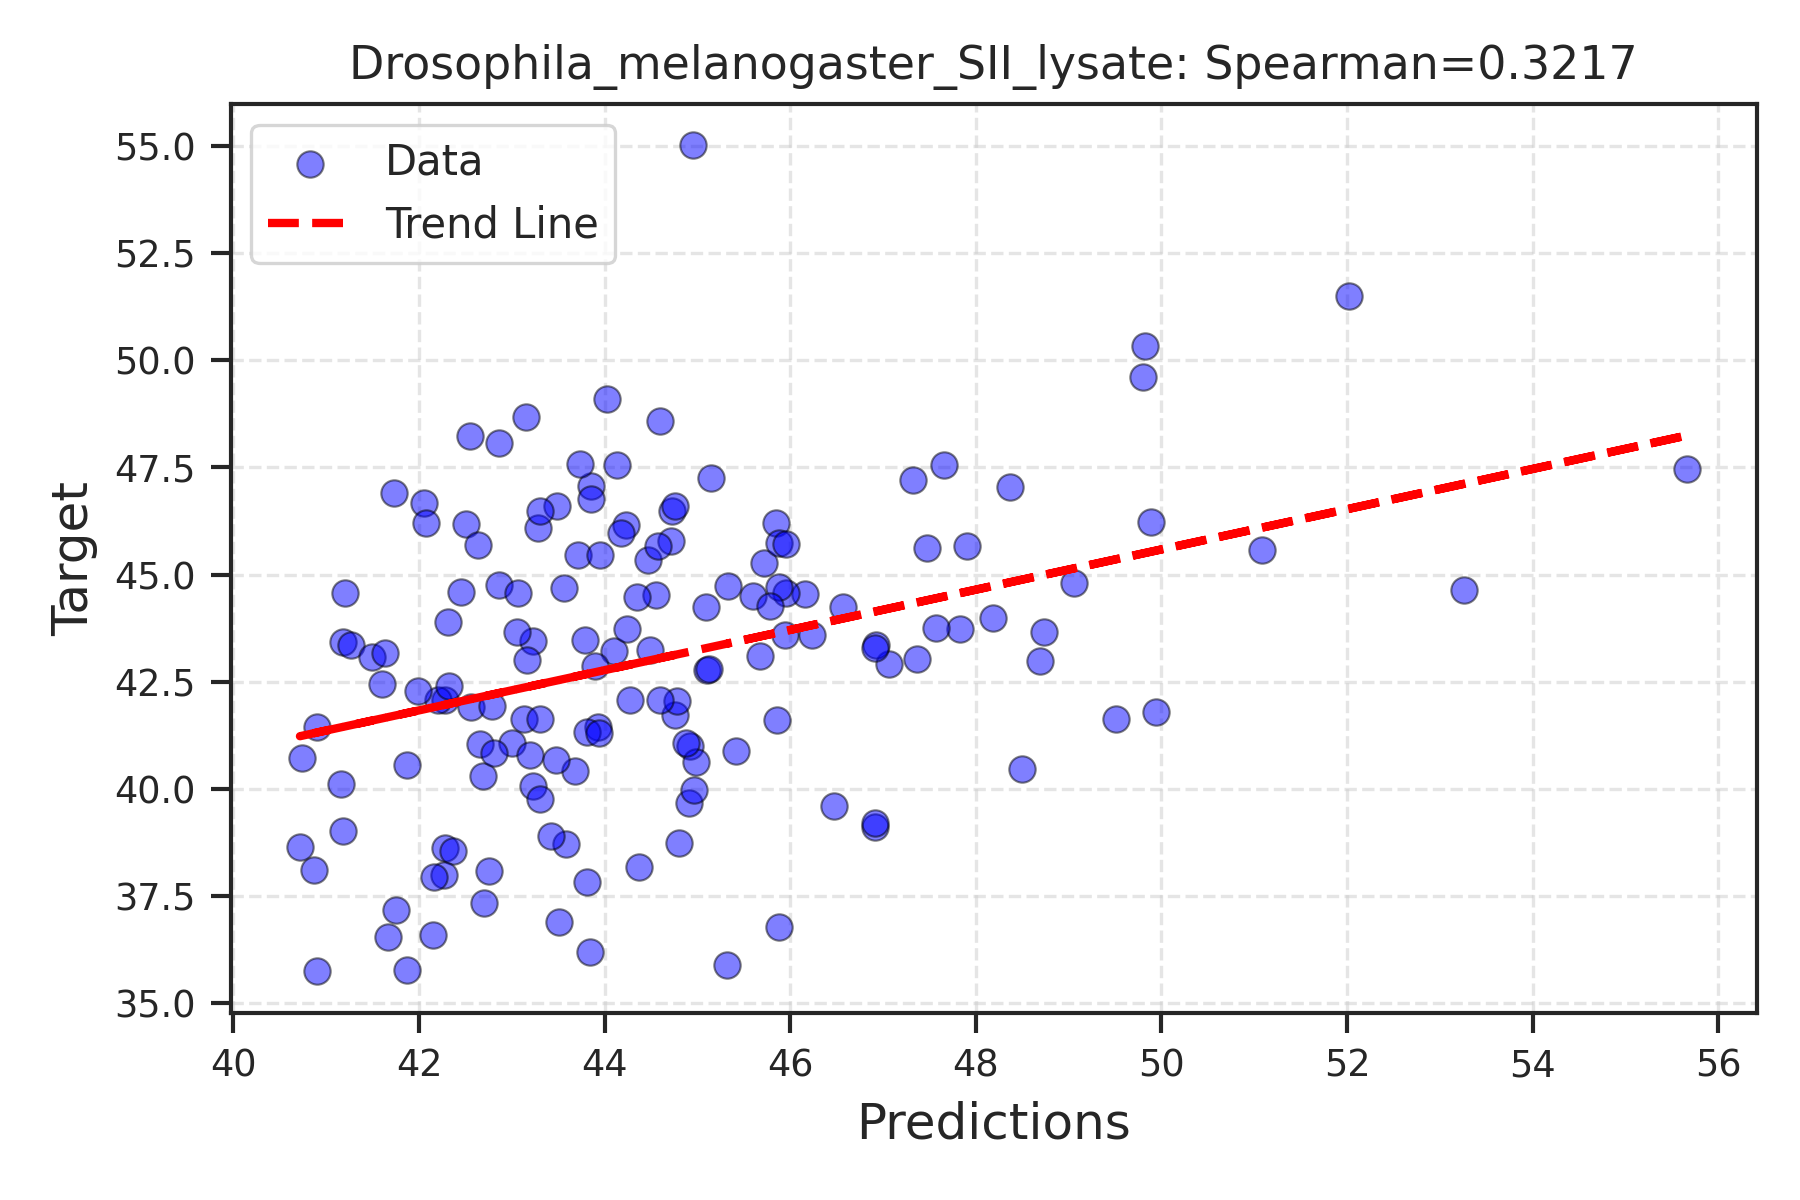 Drosophila_melanogaster_SII_lysate: Spearman=0.3217
Data
Trend Line
55.0
52.5
50.0
47.5
45.0
42.5
40.0
37.5
35.0
Target
40 42 44 46 48 50 52 54 56
Predictions